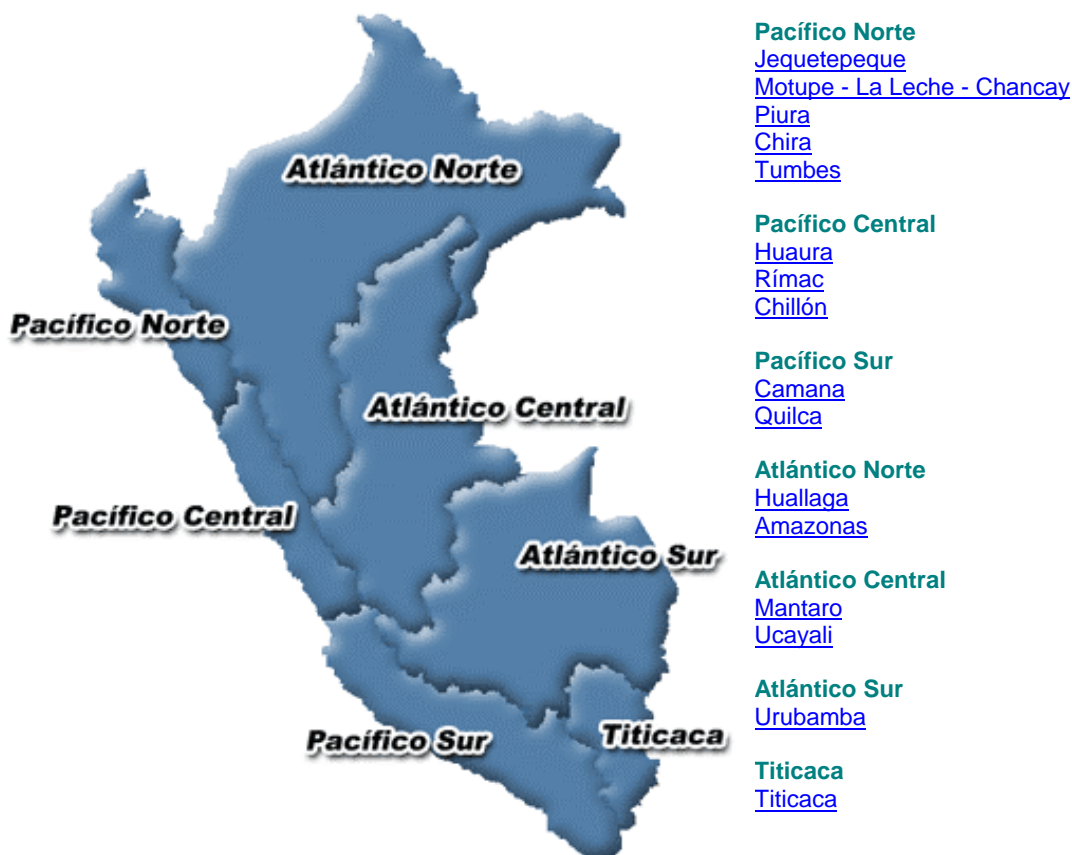 Atlántico Norte
Pacífico Norte
Atlántico Central
Pacífico Central
Atlántico Sur
Pacífico Sur
Titicaca
Pacífico Norte
Jequetepeque
Motupe - La Leche - Chancay
Piura
Chira
Tumbes
Pacífico Central
Huaura
Rímac
Chillón
Pacífico Sur
Camana
Quilca
Atlántico Norte
Huallaga
Amazonas
Atlántico Central
Mantaro
Ucayali
Atlántico Sur
Urubamba
Titicaca
Titicaca